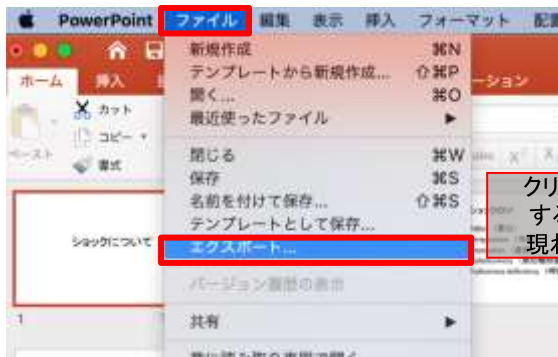 PowerPoint ファイル 編集 表示 挿入 フォーマット 配置
ホーム 挿入
新規作成 ⌘N
テンプレートから新規作成... ⇧⌘P
開く... ⌘O
最近使ったファイル ▶
ーション
カット
コピー
ペースト
書式
閉じる ⌘W
保存 ⌘S
名前を付けて保存... ⇧⌘S
テンプレートとして保存...
エクスポート...
クリ
する
現れ
ショックについて
バージョン履歴の表示
1
共有 ▶